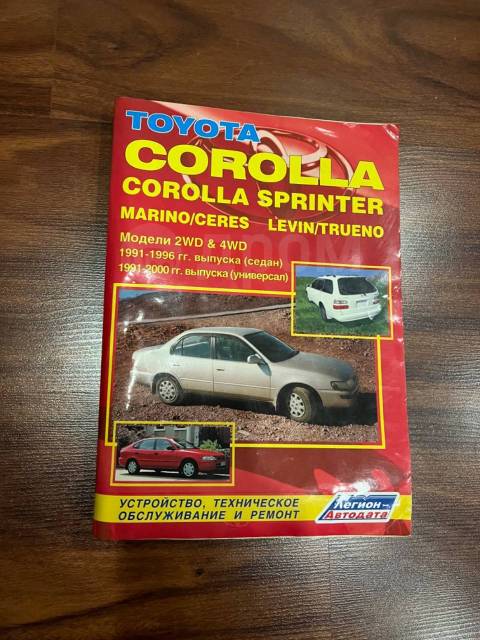 TOYOTA
COROLLA
COROLLA SPRINTER
MARINO/CERES LEVIN/TRUENO
Модели 2WD & 4WD
1991-1996 гг. выпуска (седан)
1991-2000 гг. выпуска (универсал)
УСТРОЙСТВО, ТЕХНИЧЕСКОЕ
ОБСЛУЖИВАНИЕ И РЕМОНТ
Легион-
Автодата